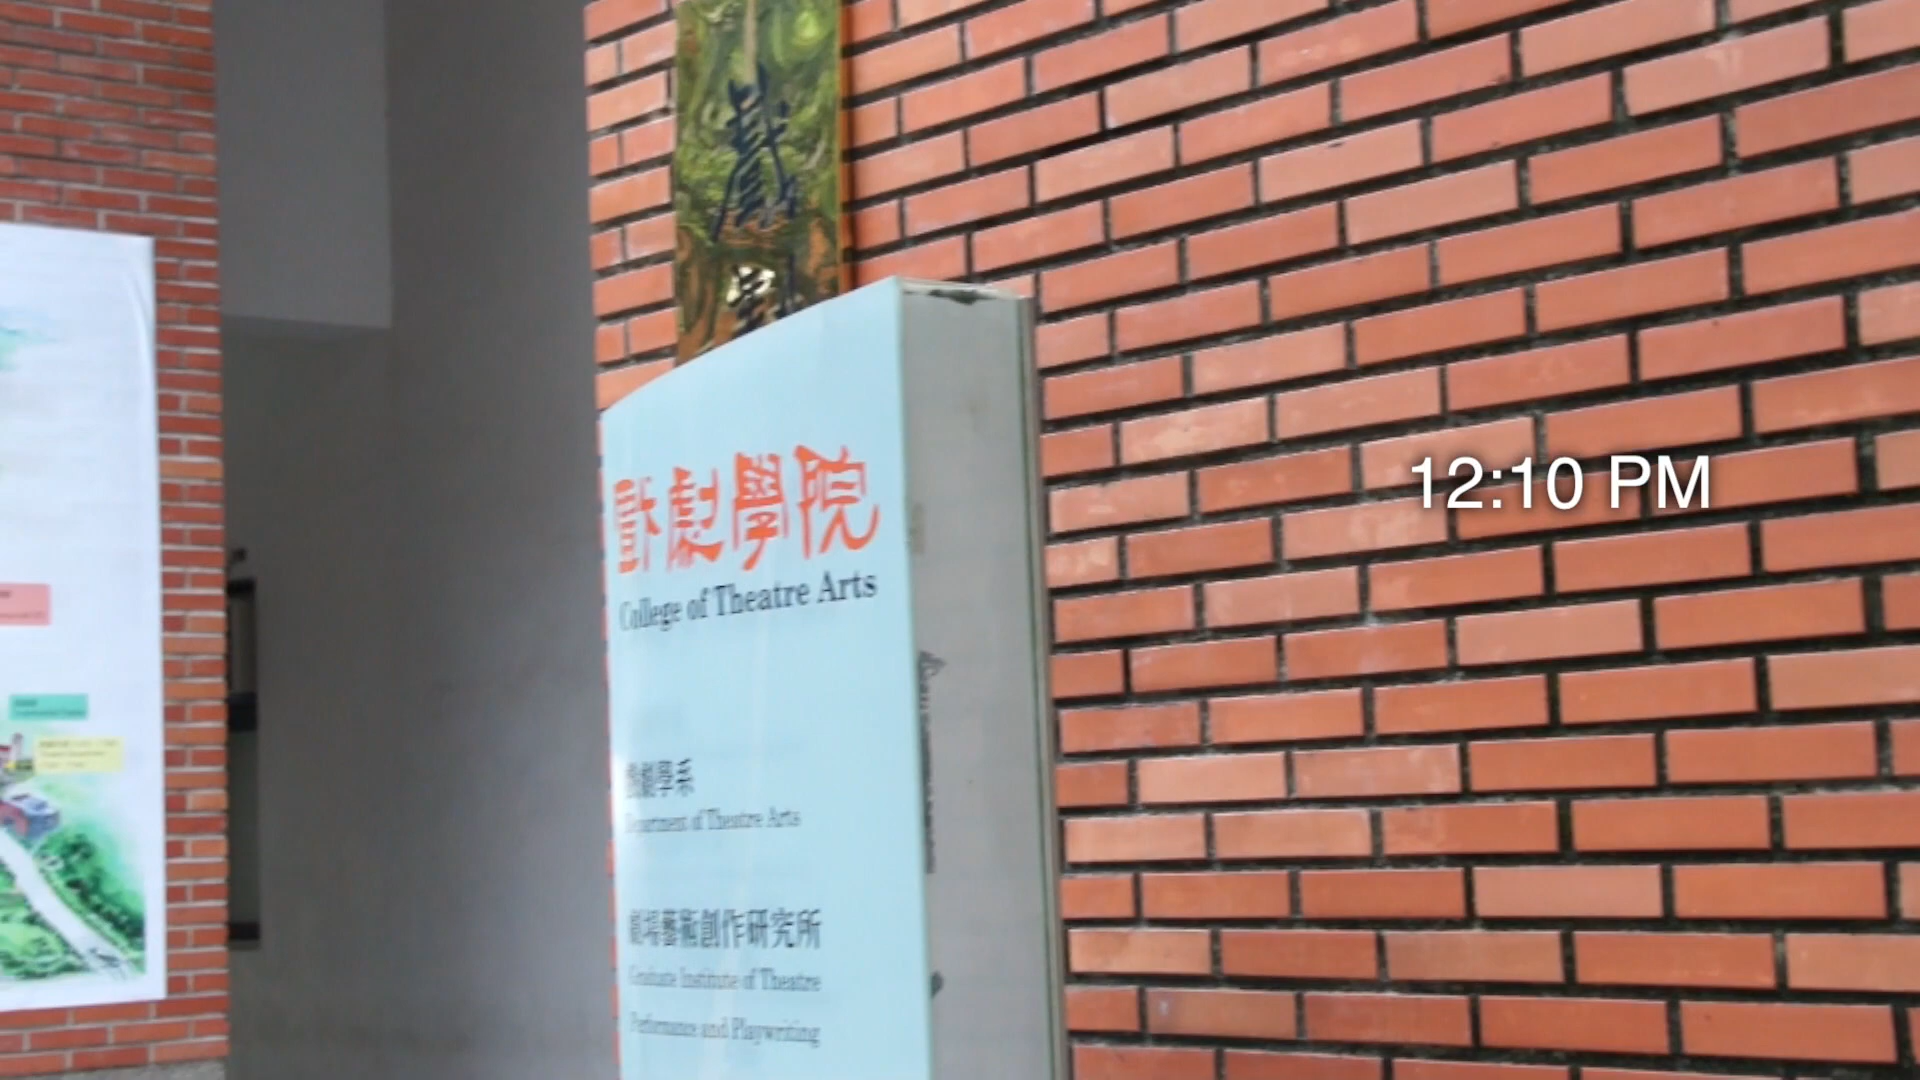 戲
戲劇學院
College of Theatre Arts
戲劇學系
Department of Theatre Arts
劇場藝術創作研究所
Graduate Institute of Theatre
Performance and Playwriting
12:10 PM